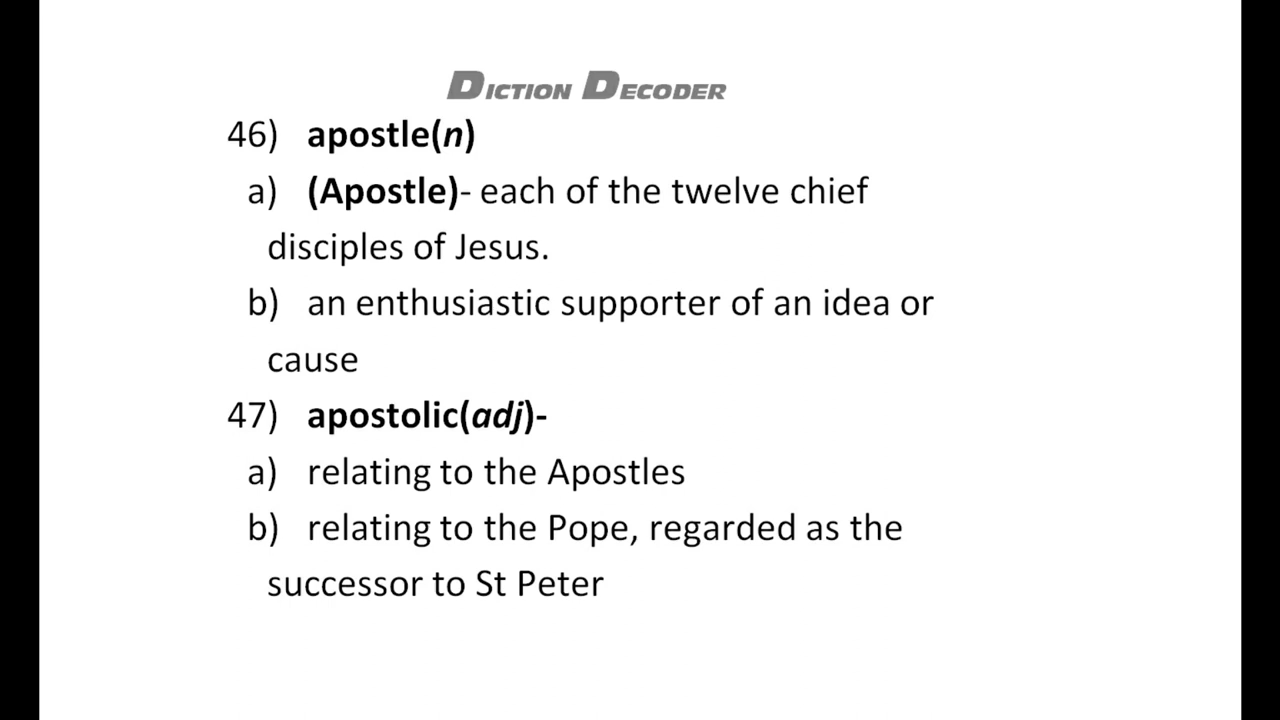 DICTION DECODER
46) apostle(n)
a) (Apostle)- each of the twelve chief
disciples of Jesus.
b) an enthusiastic supporter of an idea or
cause
47) apostolic(adj)-
a) relating to the Apostles
b) relating to the Pope, regarded as the
successor to St Peter